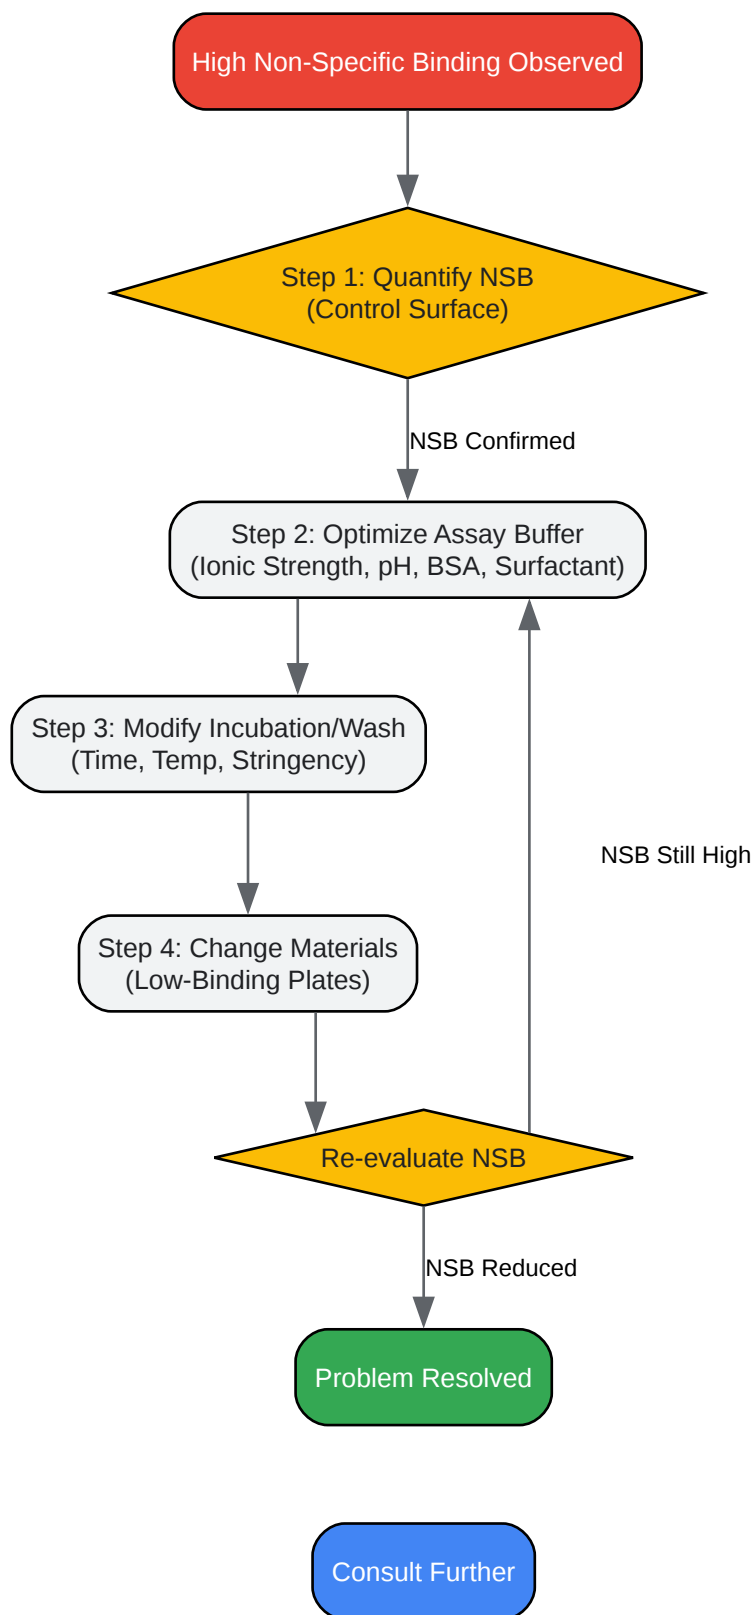 High Non-Specific Binding Observed
Step 1: Quantify NSB
(Control Surface)
NSB Confirmed
Step 2: Optimize Assay Buffer
(Ionic Strength, pH, BSA, Surfactant)
Step 3: Modify Incubation/Wash
(Time, Temp, Stringency)
NSB Still High
Step 4: Change Materials
(Low-Binding Plates)
Re-evaluate NSB
NSB Reduced
Problem Resolved
Consult Further